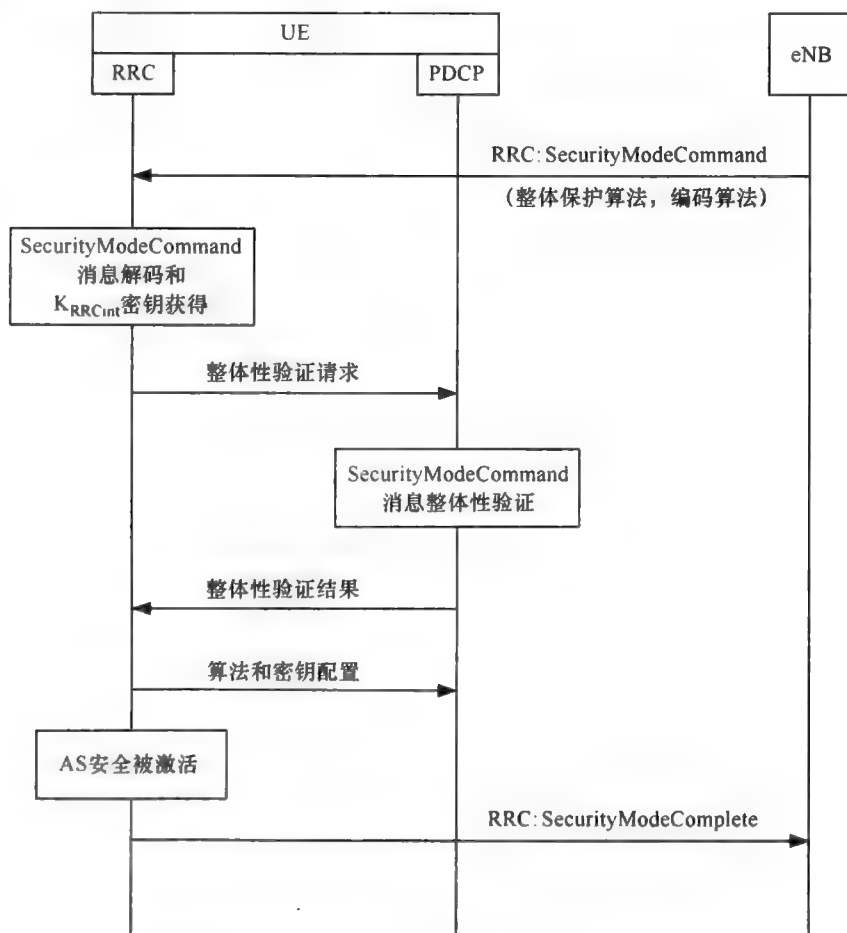 UE
RRC
PDCP
eNB
RRC: SecurityModeCommand
(整体保护算法，编码算法)
SecurityModeCommand
消息解码和
K_RRCint密钥获得
整体性验证请求
SecurityModeCommand
消息整体性验证
整体性验证结果
算法和密钥配置
AS安全被激活
RRC: SecurityModeComplete